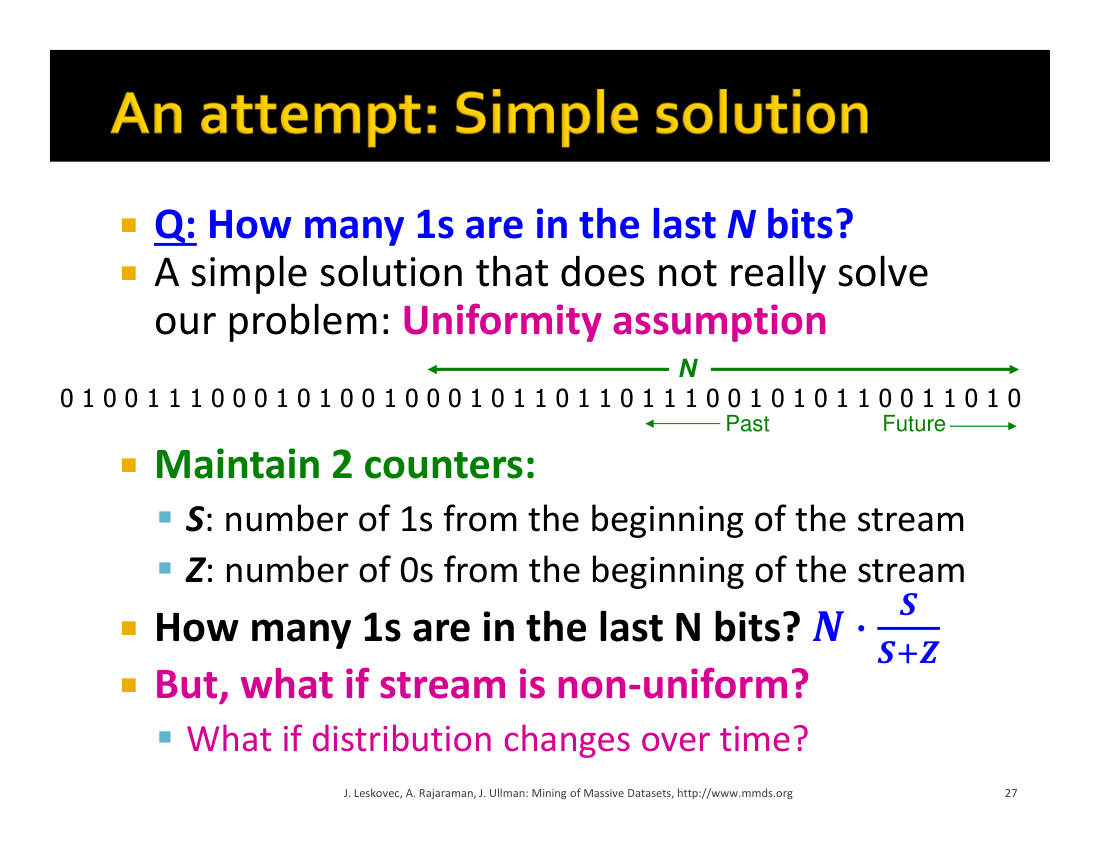 An attempt: Simple solution
Q: How many 1s are in the last N bits?
A simple solution that does not really solve
our problem: Uniformity assumption
N
0 1 0 0 1 1 1 0 0 0 1 0 1 0 0 1 0 0 0 1 0 1 1 0 1 1 0 1 1 1 0 0 1 0 1 0 1 1 0 0 1 1 0 1 0
Past Future
Maintain 2 counters:
S: number of 1s from the beginning of the stream
Z: number of 0s from the beginning of the stream
How many 1s are in the last N bits? N · S/(S+Z)
But, what if stream is non-uniform?
What if distribution changes over time?
J. Leskovec, A. Rajaraman, J. Ullman: Mining of Massive Datasets, http://www.mmds.org 27